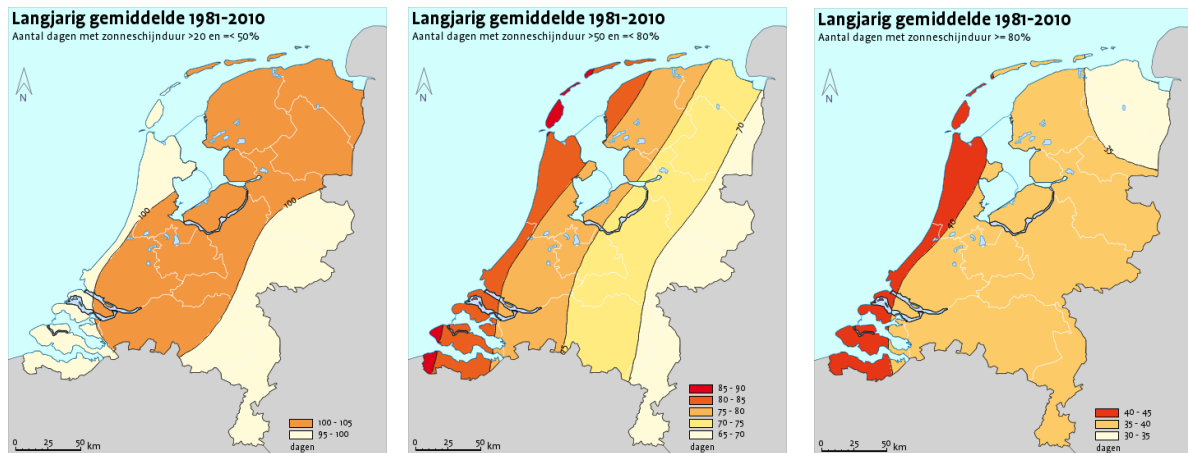 Langjarig gemiddelde 1981-2010
Aantal dagen met zonneschijnduur >20 en =< 50%
N
100
100
100 - 105
95 - 100
dagen
0 25 50 km
Langjarig gemiddelde 1981-2010
Aantal dagen met zonneschijnduur >50 en =< 80%
N
70
85 - 90
80 - 85
75 - 80
70 - 75
65 - 70
dagen
0 25 50 km
Langjarig gemiddelde 1981-2010
Aantal dagen met zonneschijnduur >= 80%
N
35
40
40 - 45
35 - 40
30 - 35
dagen
0 25 50 km